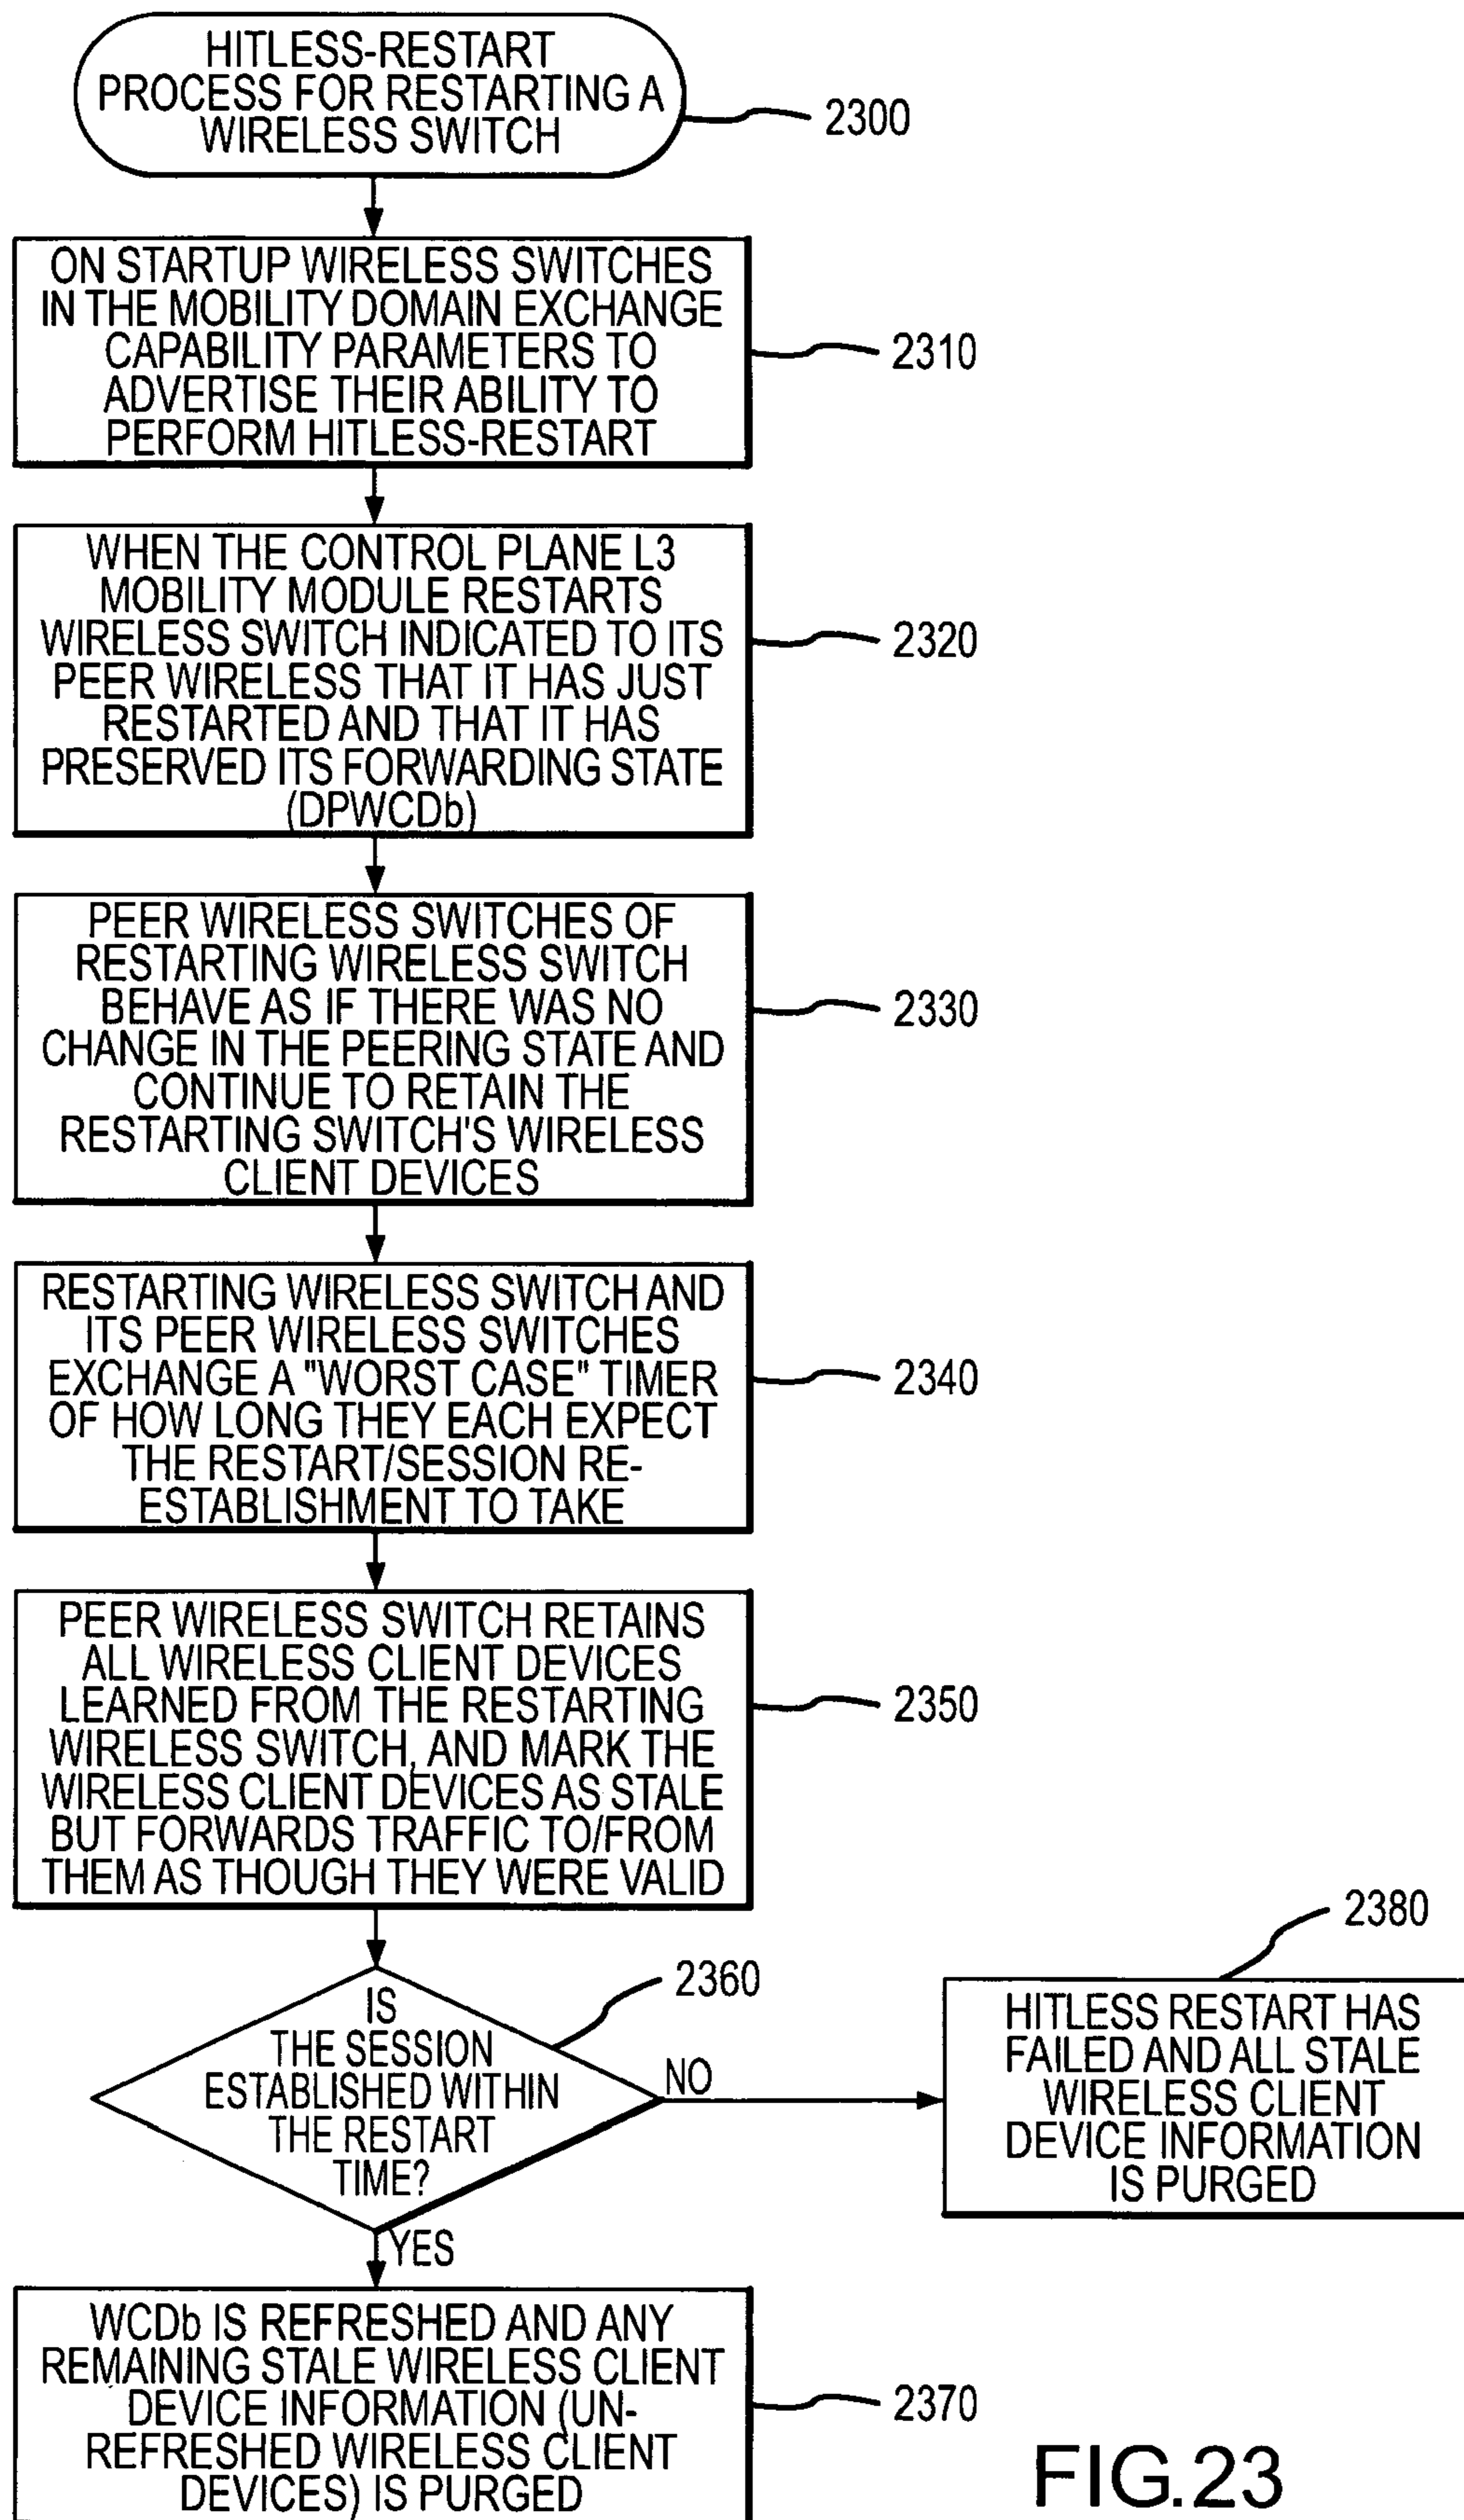 HITLESS-RESTART
PROCESS FOR RESTARTING A
WIRELESS SWITCH
2300
ON STARTUP WIRELESS SWITCHES
IN THE MOBILITY DOMAIN EXCHANGE
CAPABILITY PARAMETERS TO
ADVERTISE THEIR ABILITY TO
PERFORM HITLESS-RESTART
2310
WHEN THE CONTROL PLANE L3
MOBILITY MODULE RESTARTS
WIRELESS SWITCH INDICATED TO ITS
PEER WIRELESS THAT IT HAS JUST
RESTARTED AND THAT IT HAS
PRESERVED ITS FORWARDING STATE
(DPWCDb)
2320
PEER WIRELESS SWITCHES OF
RESTARTING WIRELESS SWITCH
BEHAVE AS IF THERE WAS NO
CHANGE IN THE PEERING STATE AND
CONTINUE TO RETAIN THE
RESTARTING SWITCH'S WIRELESS
CLIENT DEVICES
2330
RESTARTING WIRELESS SWITCH AND
ITS PEER WIRELESS SWITCHES
EXCHANGE A "WORST CASE" TIMER
OF HOW LONG THEY EACH EXPECT
THE RESTART/SESSION RE-
ESTABLISHMENT TO TAKE
2340
PEER WIRELESS SWITCH RETAINS
ALL WIRELESS CLIENT DEVICES
LEARNED FROM THE RESTARTING
WIRELESS SWITCH, AND MARK THE
WIRELESS CLIENT DEVICES AS STALE
BUT FORWARDS TRAFFIC TO/FROM
THEM AS THOUGH THEY WERE VALID
2350
IS
THE SESSION
ESTABLISHED WITHIN
THE RESTART
TIME?
2360
NO
2380
HITLESS RESTART HAS
FAILED AND ALL STALE
WIRELESS CLIENT
DEVICE INFORMATION
IS PURGED
YES
WCDb IS REFRESHED AND ANY
REMAINING STALE WIRELESS CLIENT
DEVICE INFORMATION (UN-
REFRESHED WIRELESS CLIENT
DEVICES) IS PURGED
2370
FIG.23